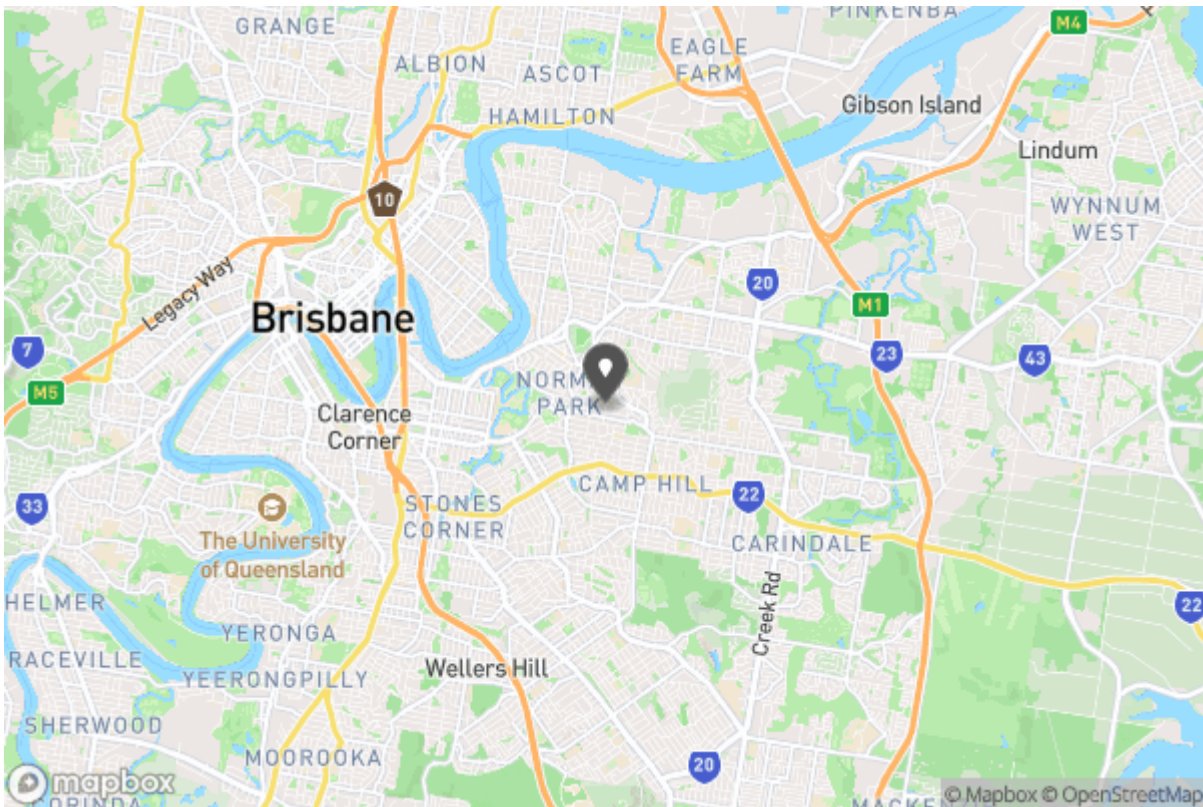 GRANGE
PINKENBA
M4
ALBION
EAGLE
FARM
ASCOT
HAMILTON
Gibson Island
Lindum
10
WYNNUM
WEST
Legacy Way
20
Brisbane
M1
7
23
43
M5
NORM
PARK
Clarence
Corner
CAMP HILL
22
33
STONES
CORNER
The University
of Queensland
CARINDALE
HELMER
22
YERONGA
Creek Rd
RACEVILLE
Wellers Hill
YEERONGPILLY
SHERWOOD
MOOROOKA
20
mapbox
© Mapbox © OpenStreetMap